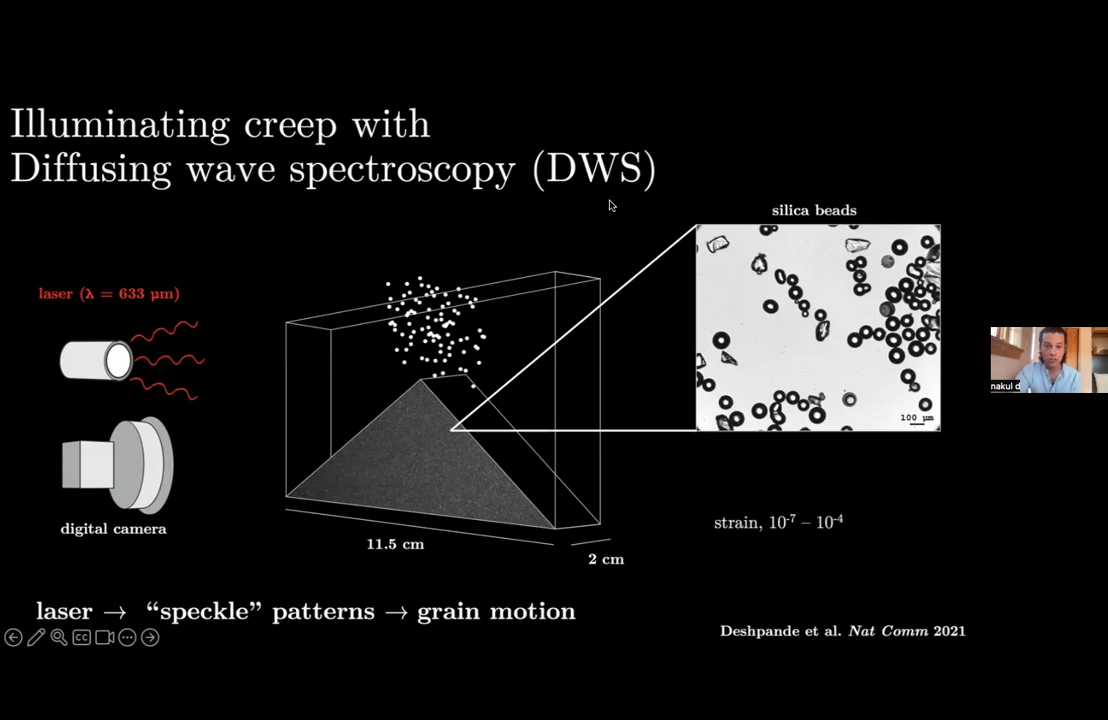 Illuminating creep with
Diffusing wave spectroscopy (DWS)
silica beads
laser (λ = 633 μm)
100 μm
nakul d
strain, 10⁻⁷ – 10⁻⁴
digital camera
11.5 cm
2 cm
laser → “speckle” patterns → grain motion
CC
Deshpande et al. Nat Comm 2021